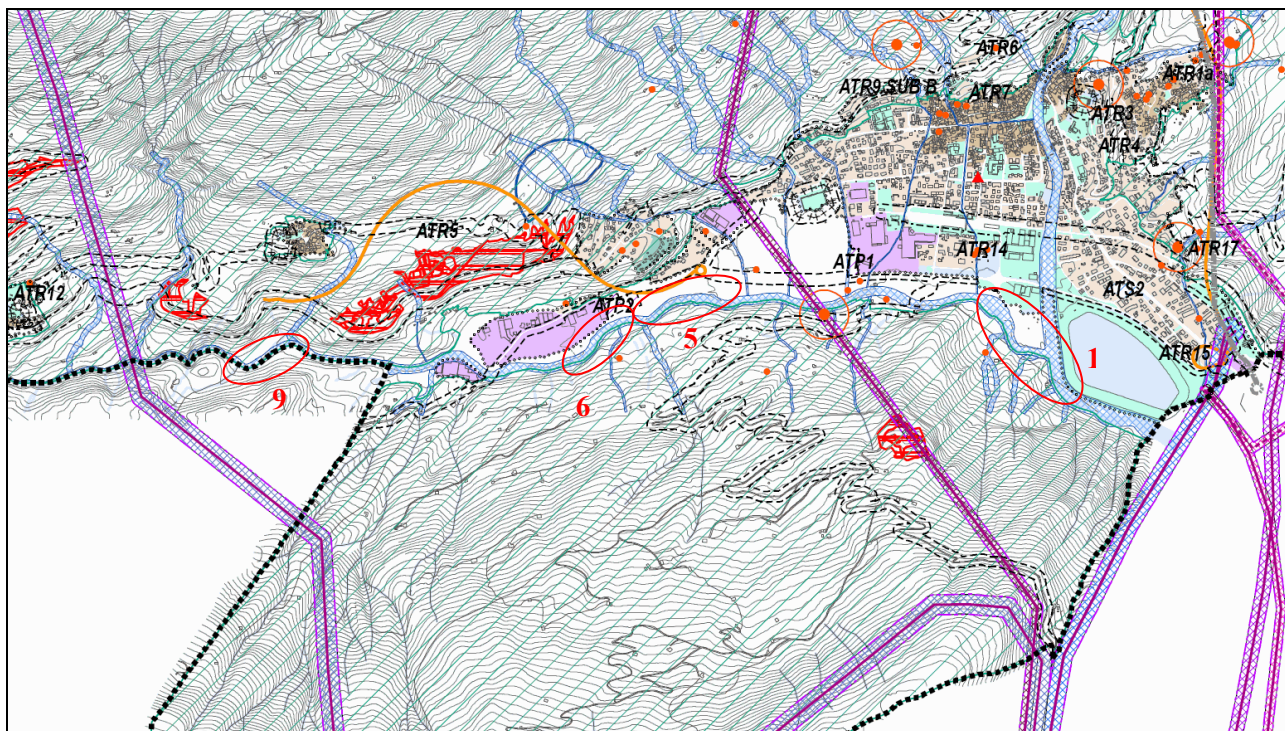 ATR6
ATR9 SUB B
ATR7
ATR1a
ATR3
ATR4
ATR5
ATR17
ATP1
ATR14
ATR12
ATS2
ATP2
5
1
ATR15
9
6